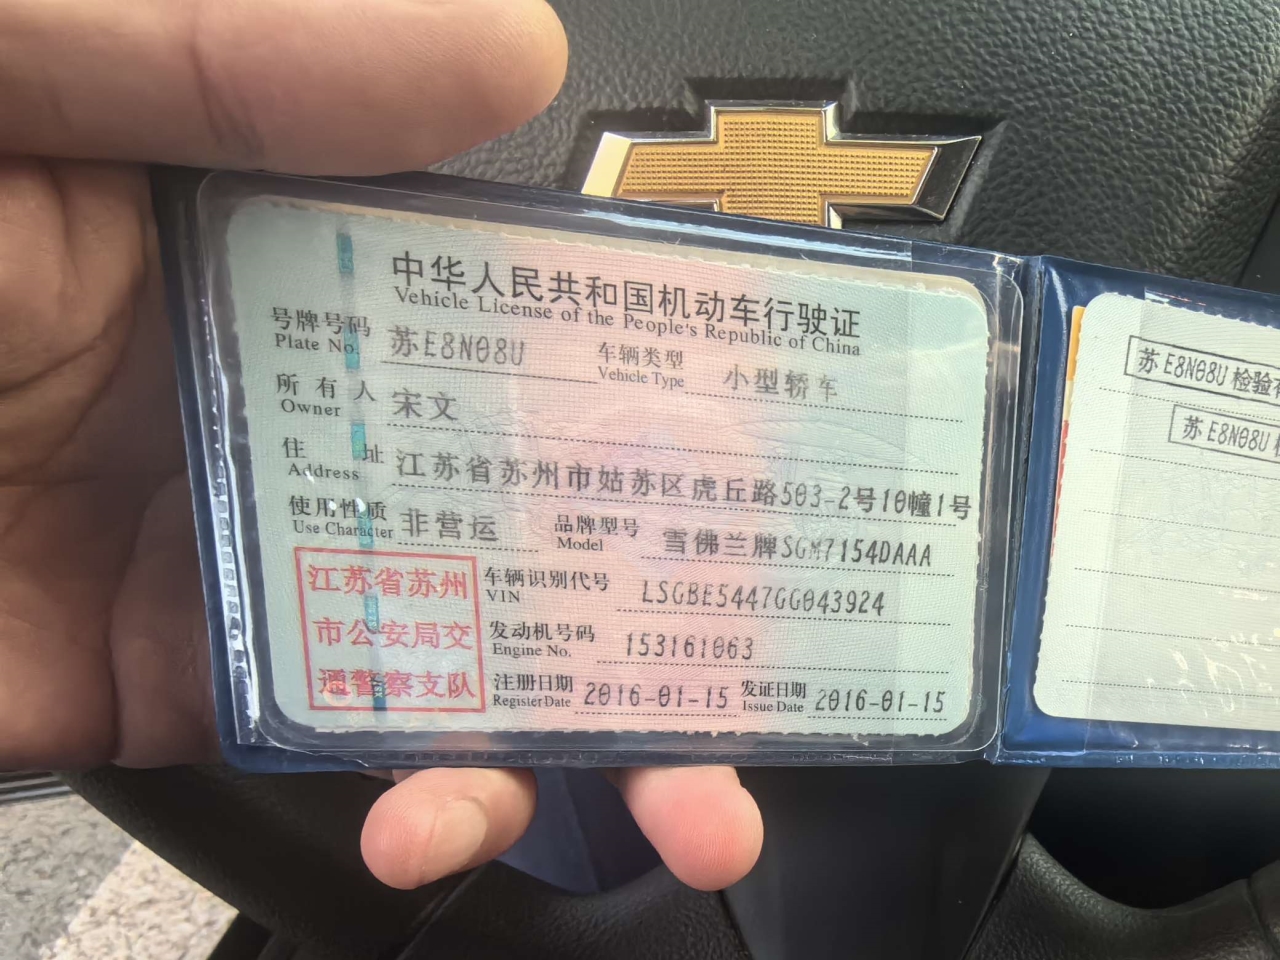 中华人民共和国机动车行驶证
Vehicle License of the People's Republic of China
号牌号码 苏E8N08U 车辆类型 小型轿车
Plate No. Vehicle Type
所有人 宋文
Owner
住址 江苏省苏州市姑苏区虎丘路503-2号10幢1号
Address
使用性质 非营运 品牌型号 雪佛兰牌SGM7154DAAA
Use Character Model
江苏省苏州
市公安局交
通警察支队
车辆识别代号 LSGBE5447GG043924
VIN
发动机号码 153161063
Engine No.
注册日期 2016-01-15 发证日期 2016-01-15
Register Date Issue Date
苏E8N08U检验
苏E8N08U